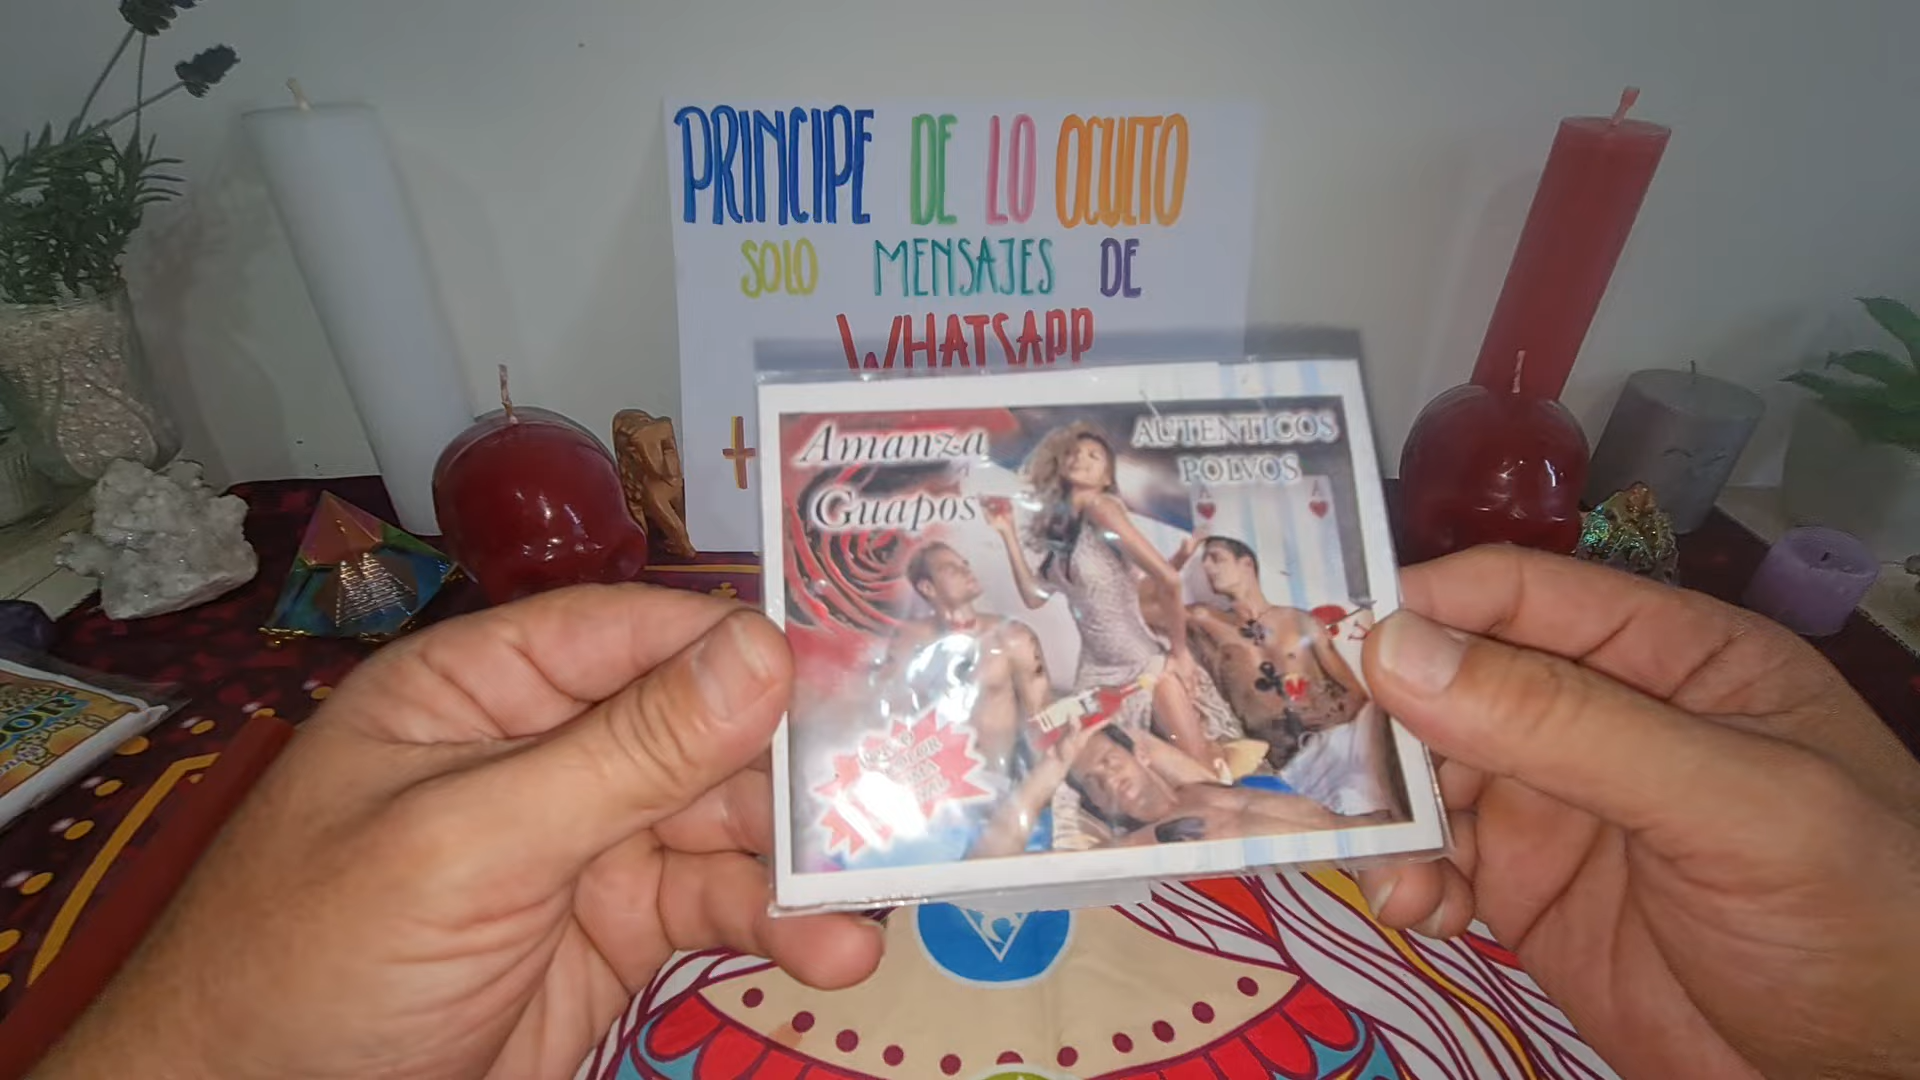 PRINCIPE DE LO OCULTO
SOLO MENSAJES DE
WHATSAPP
+
Amanza
Guapos
AUTENTICOS
POLVOS